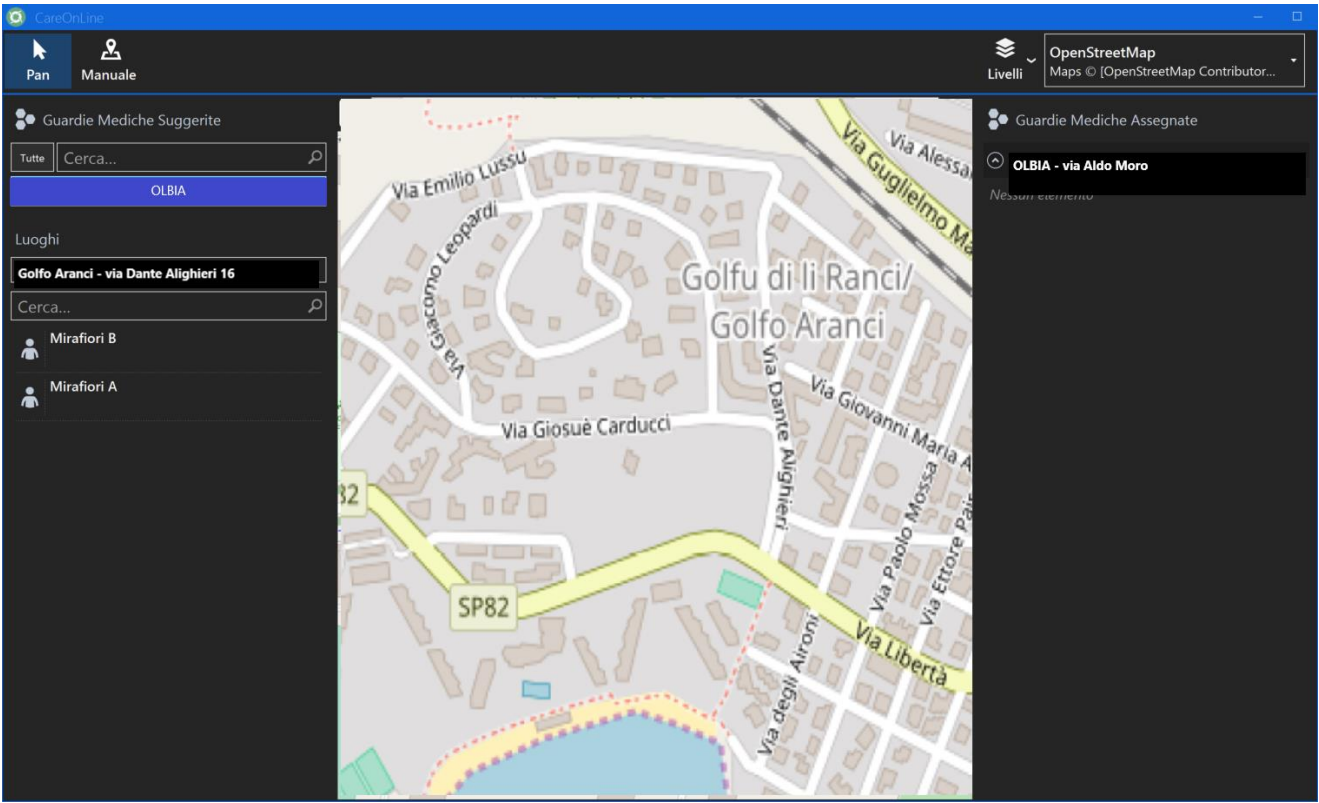 CareOnLine
Pan
Manuale
Livelli
OpenStreetMap
Maps © [OpenStreetMap Contributor...
Guardie Mediche Suggerite
Tutte
Cerca...
OLBIA
Luoghi
Golfo Aranci - via Dante Alighieri 16
Cerca...
Mirafiori B
Mirafiori A
Via Emilio Lussu
Via Giacomo Leopardi
Via Giosuè Carducci
Via Guglielmo Ma
Via Alessa
Golfu di li Ranci/
Golfo Aranci
Via Dante Alighieri
Via Giovanni Maria A
Via Paolo Mossa
Via Ettore Pai
82
SP82
Via Libertà
Via degli Aironi
Guardie Mediche Assegnate
OLBIA - via Aldo Moro
Nessun elemento